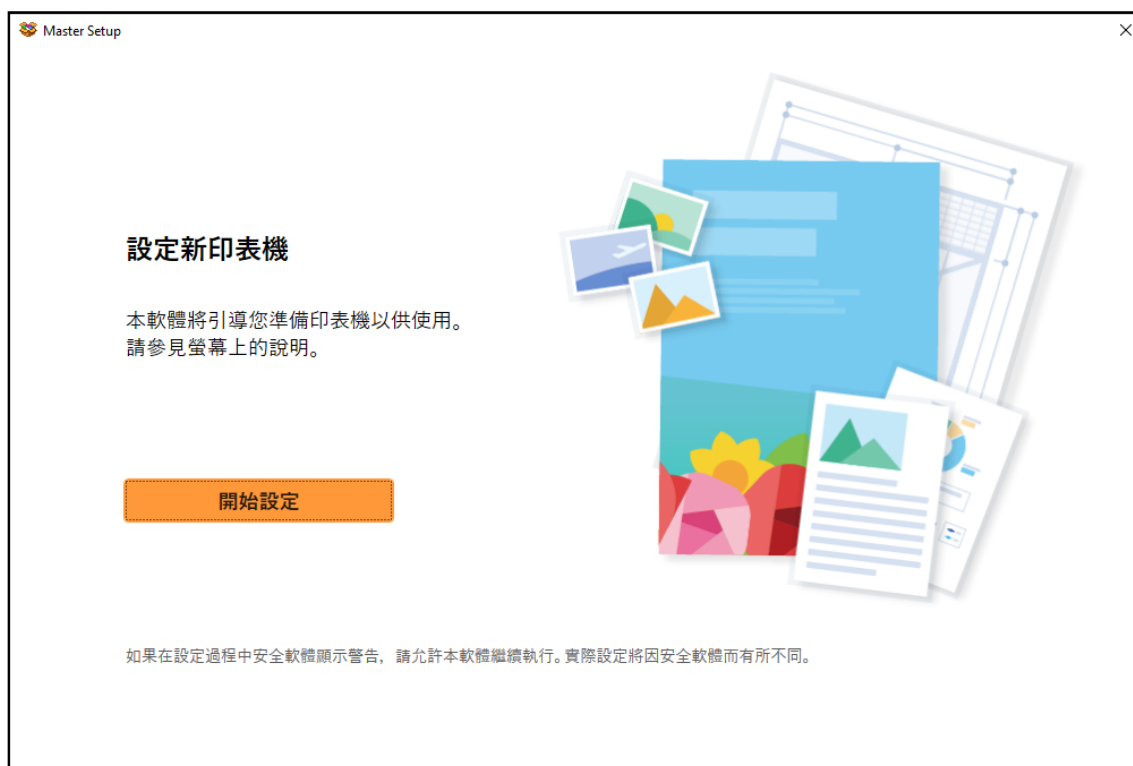 Master Setup
設定新印表機
本軟體將引導您準備印表機以供使用。
請參見螢幕上的說明。
開始設定
如果在設定過程中安全軟體顯示警告，請允許本軟體繼續執行。實際設定將因安全軟體而有所不同。